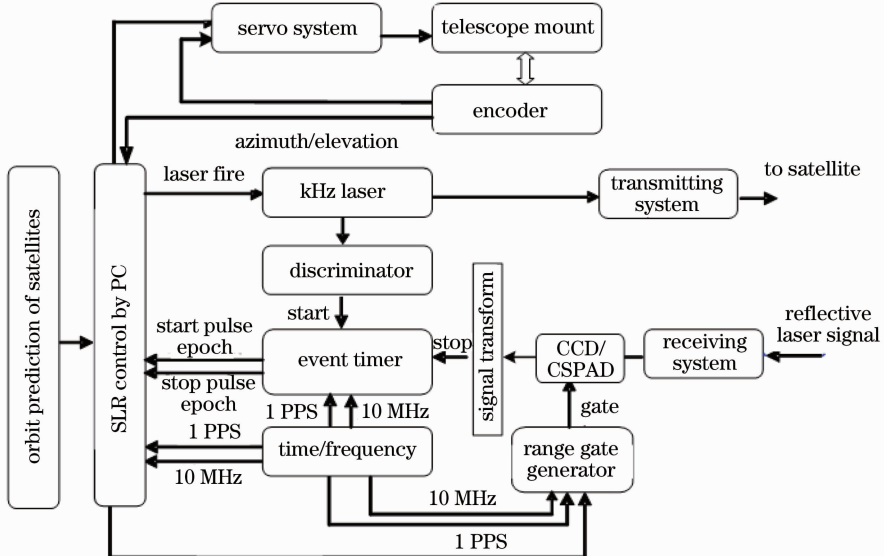 servo system
telescope mount
encoder
azimuth/elevation
laser fire
kHz laser
transmitting
system
to satellite
orbit prediction of satellites
SLR control by PC
discriminator
start
start pulse
epoch
stop pulse
epoch
event timer
stop
signal transform
CCD/
CSPAD
receiving
system
reflective
laser signal
gate
1 PPS
10 MHz
1 PPS
10 MHz
time/frequency
range gate
generator
10 MHz
1 PPS